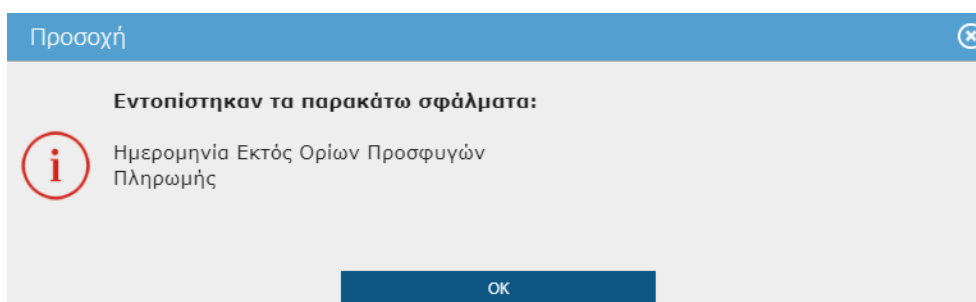 Προσοχή
Εντοπίστηκαν τα παρακάτω σφάλματα:
Ημερομηνία Εκτός Ορίων Προσφυγών
Πληρωμής
OK